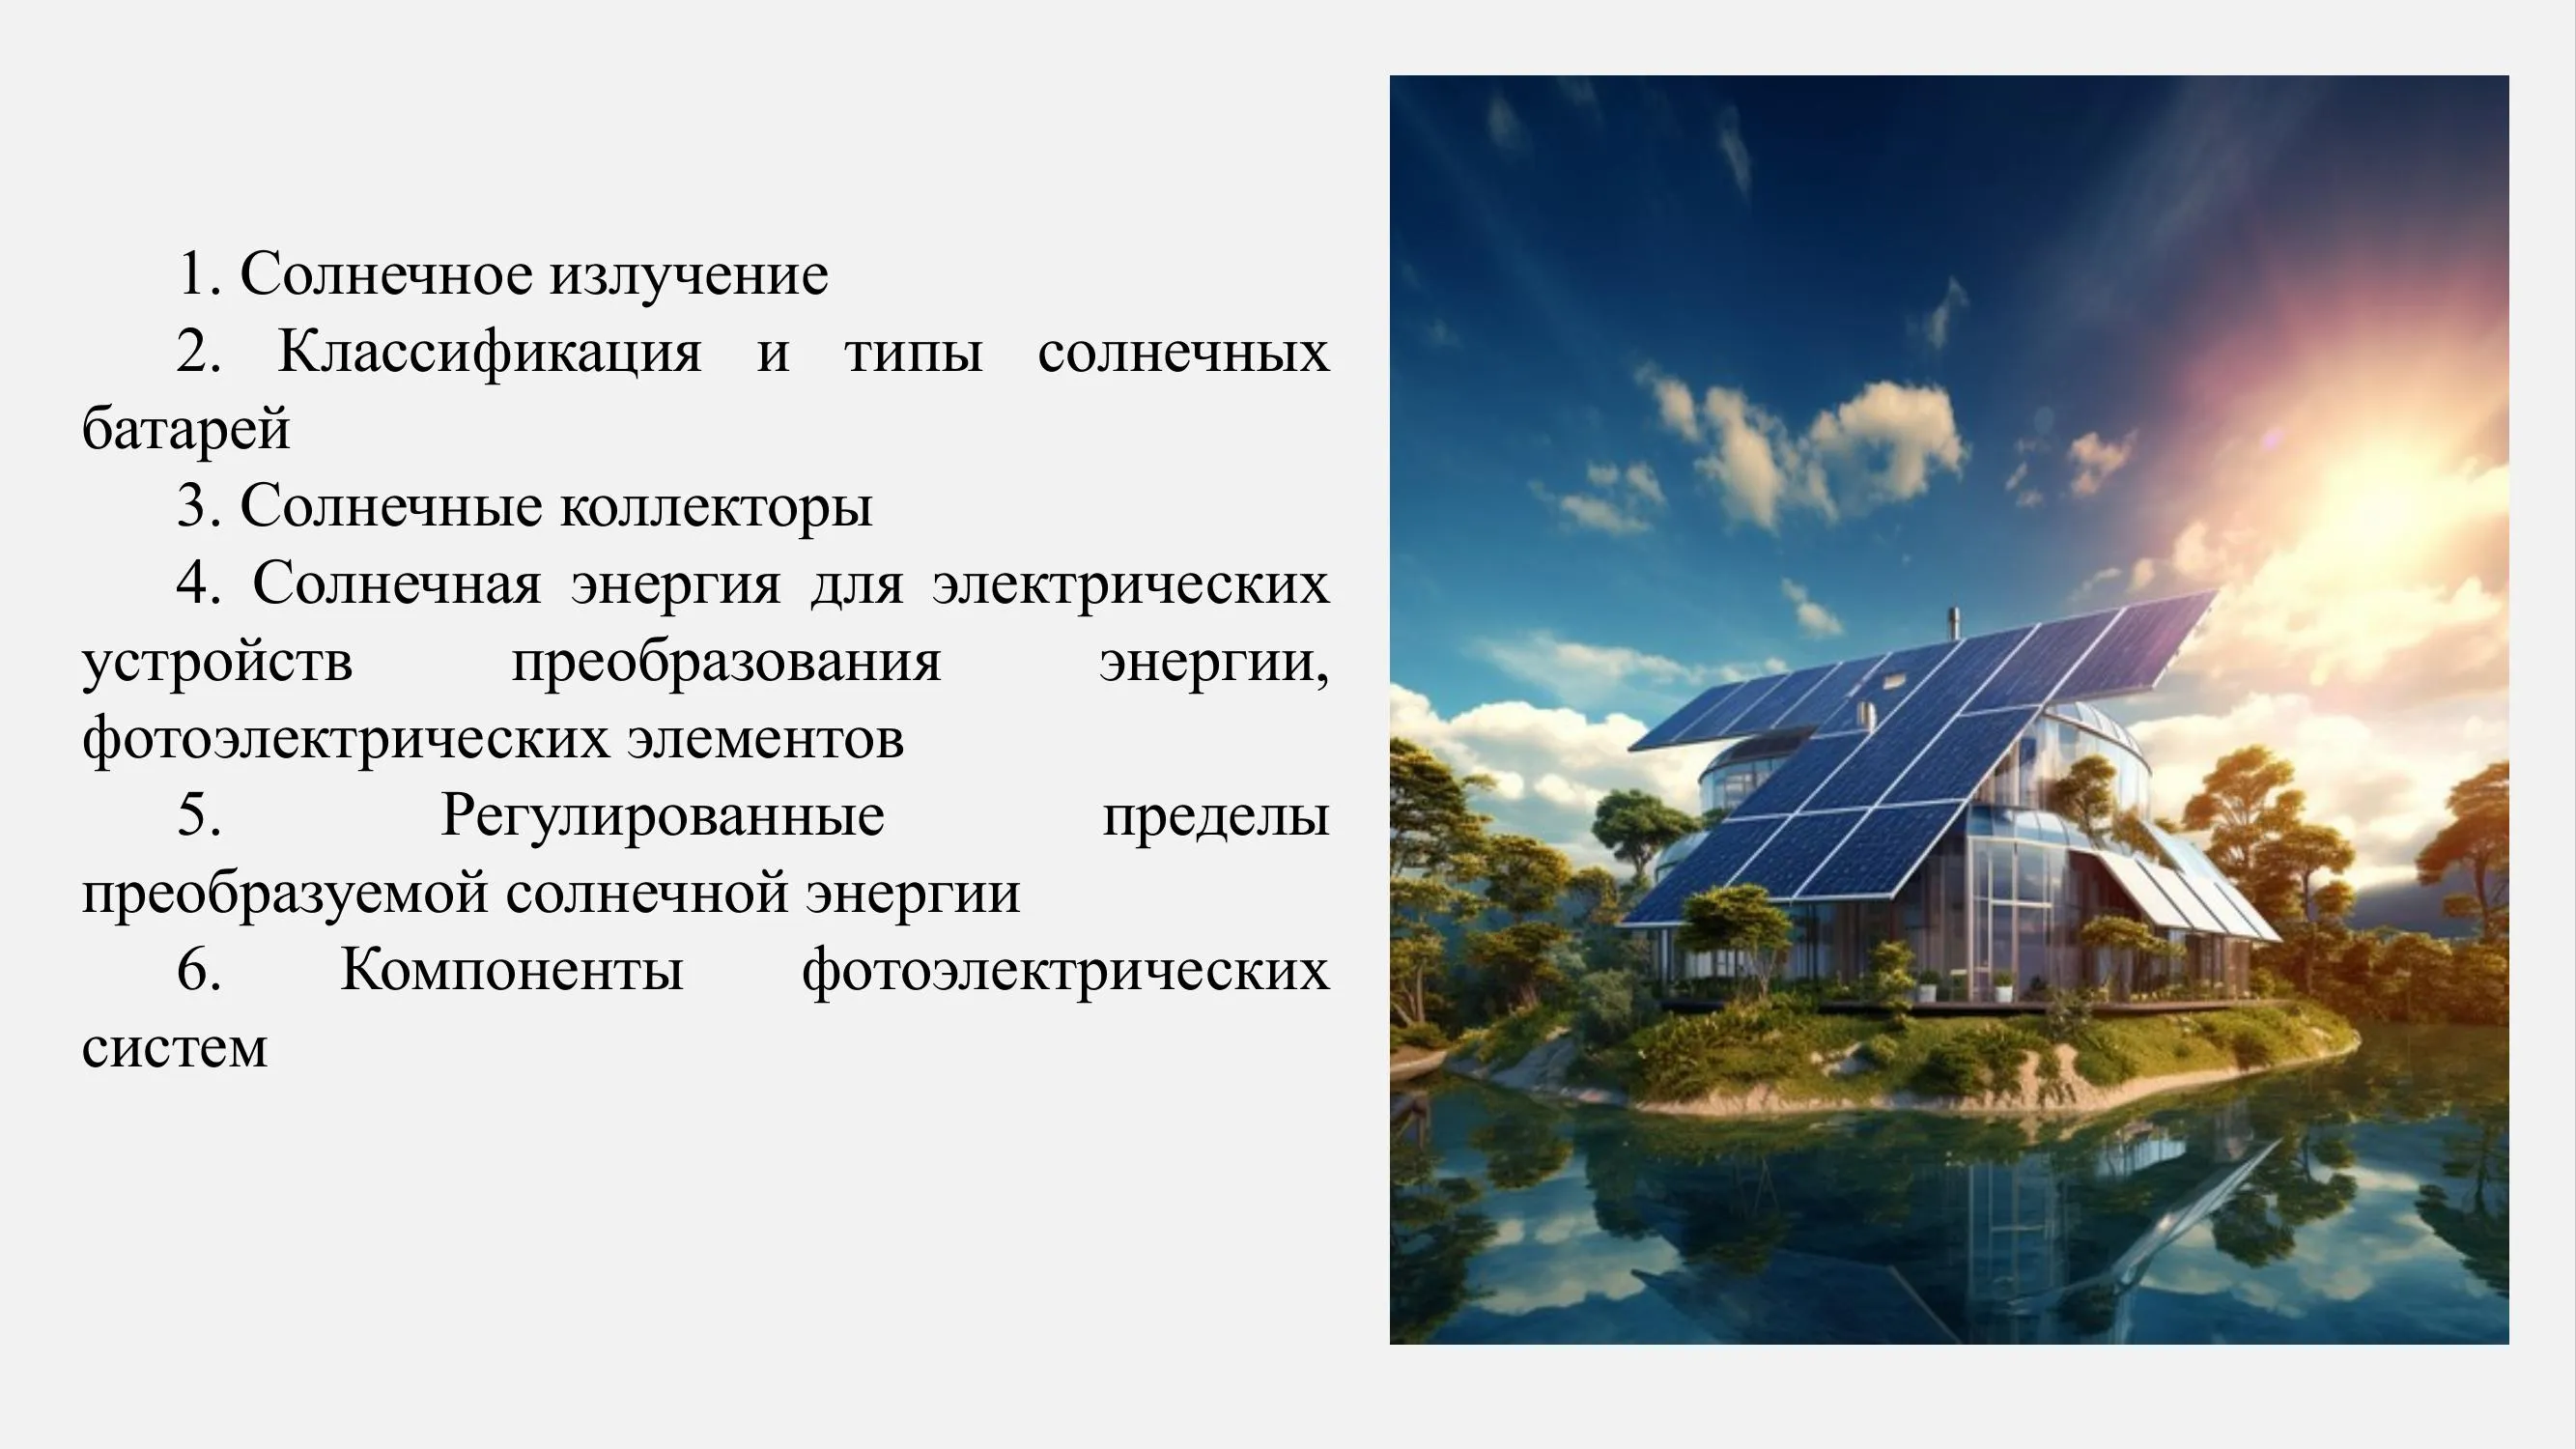 1. Солнечное излучение
2. Классификация и типы солнечных
батарей
3. Солнечные коллекторы
4. Солнечная энергия для электрических
устройств преобразования энергии,
фотоэлектрических элементов
5. Регулированные пределы
преобразуемой солнечной энергии
6. Компоненты фотоэлектрических
систем